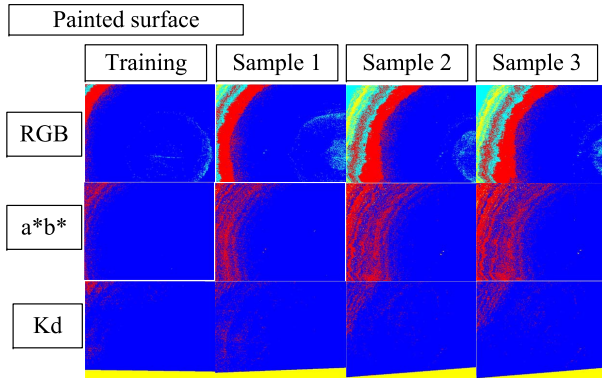 Painted surface
Training
Sample 1
Sample 2
Sample 3
RGB
a*b*
Kd